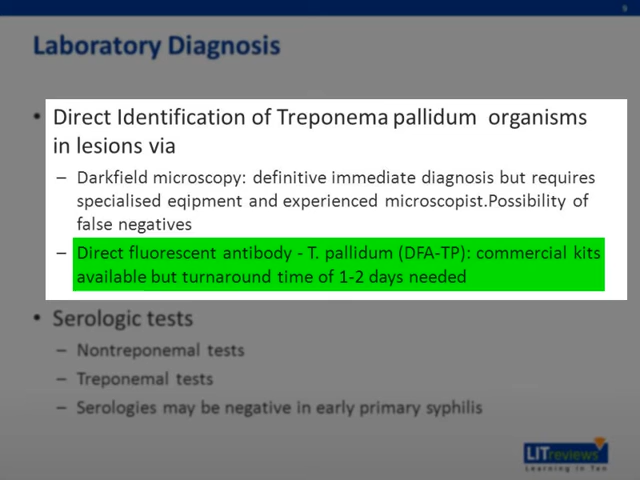 9
Laboratory Diagnosis
• Direct Identification of Treponema pallidum organisms
in lesions via
– Darkfield microscopy: definitive immediate diagnosis but requires
specialised eqipment and experienced microscopist.Possibility of
false negatives
– Direct fluorescent antibody - T. pallidum (DFA-TP): commercial kits
available but turnaround time of 1-2 days needed
• Serologic tests
– Nontreponemal tests
– Treponemal tests
– Serologies may be negative in early primary syphilis
LITreviews
Learning in Ten